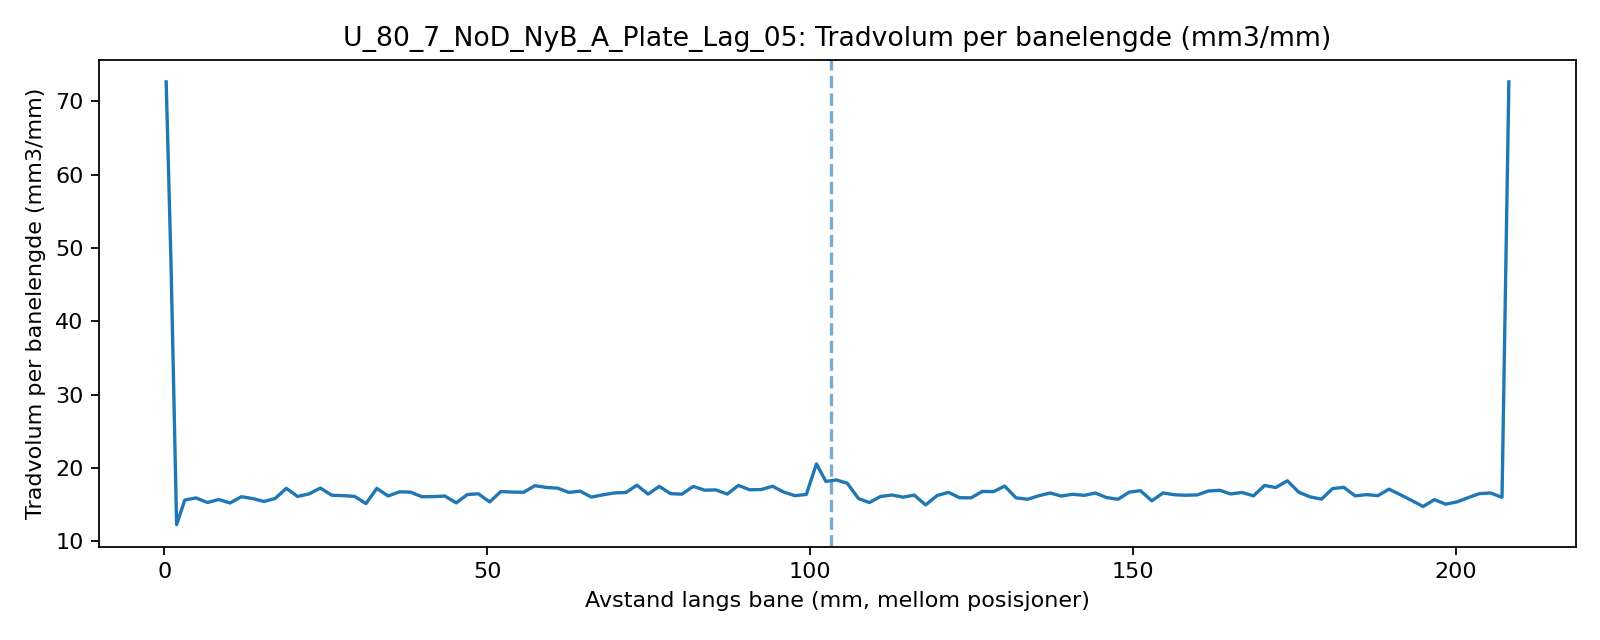 U_80_7_NoD_NyB_A_Plate_Lag_05: Tradvolum per banelengde (mm3/mm)
Tradvolum per banelengde (mm3/mm)
70
60
50
40
30
20
10
0 50 100 150 200
Avstand langs bane (mm, mellom posisjoner)